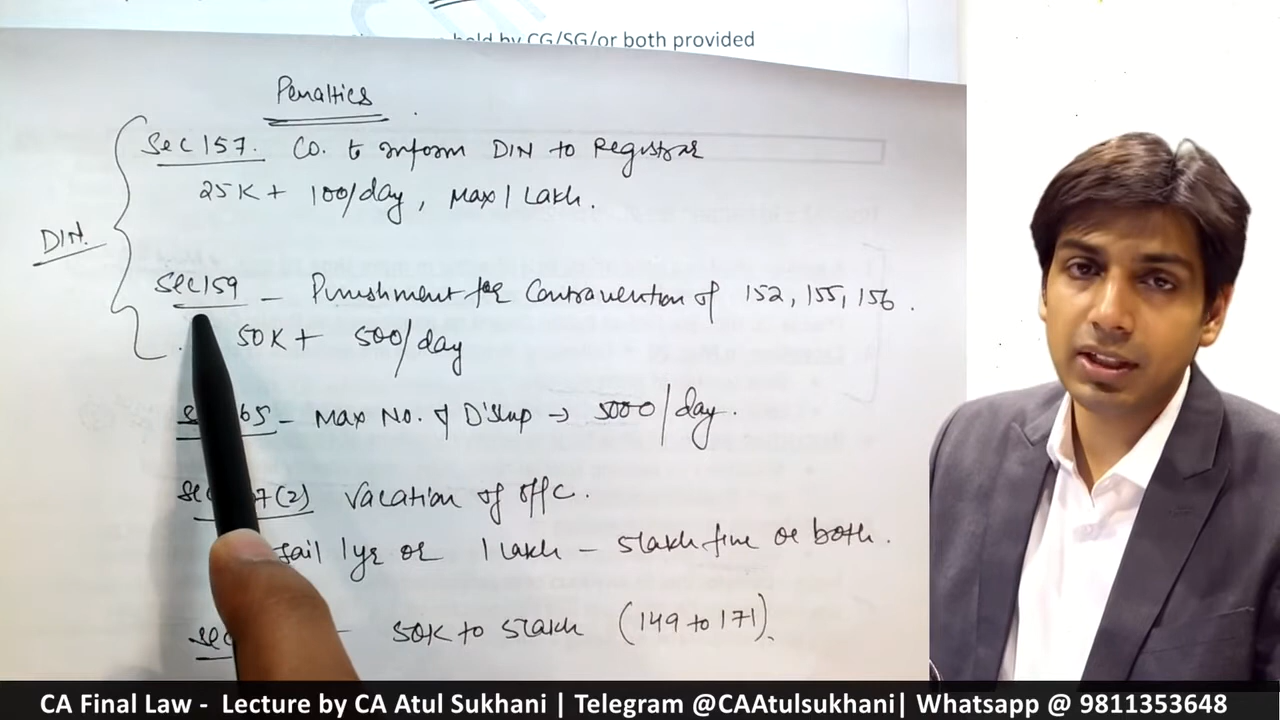 held by CG/SG/or both provided
Penalties
Sec 157. Co. to inform DIN to Registrar
25K + 100/day, Max 1 Lakh.
DIN.
Sec 159 - Punishment for Contravention of 152, 155, 156.
50K + 500/day
65 - Max No. of D'ship → 5000/day.
7(2) Vacation of offc.
Jail 1yr or 1 lakh - 5lakh fine or both.
50K to 5lakh (149 to 171).
CA Final Law - Lecture by CA Atul Sukhani | Telegram @CAAtulsukhani| Whatsapp @ 9811353648